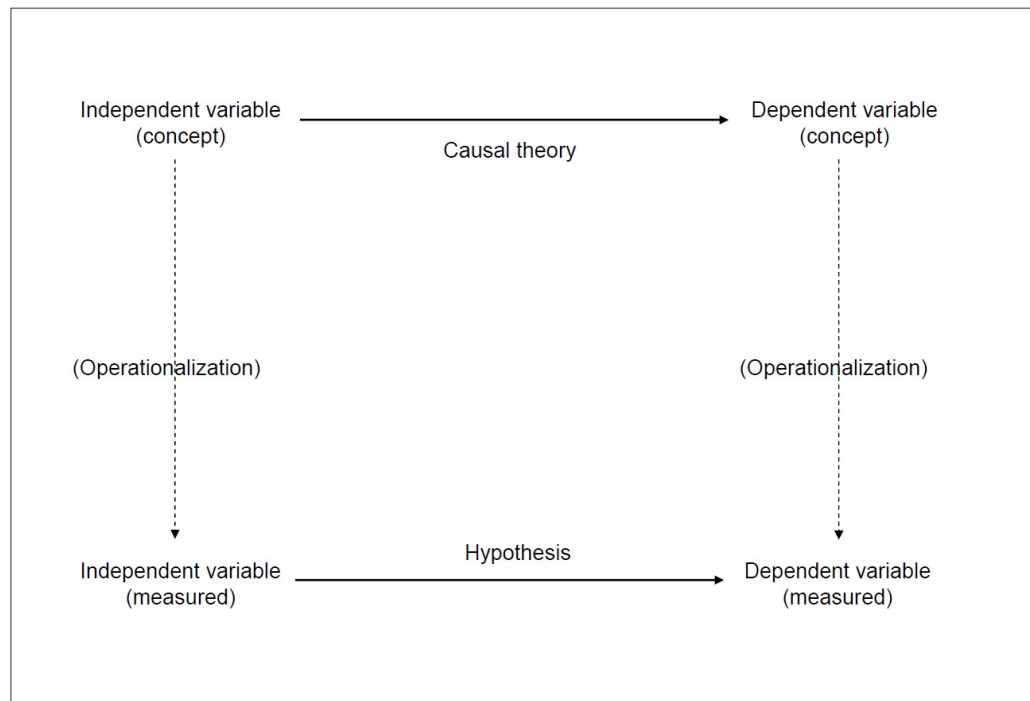 Independent variable
(concept)
Causal theory
Dependent variable
(concept)
(Operationalization)
(Operationalization)
Independent variable
(measured)
Hypothesis
Dependent variable
(measured)